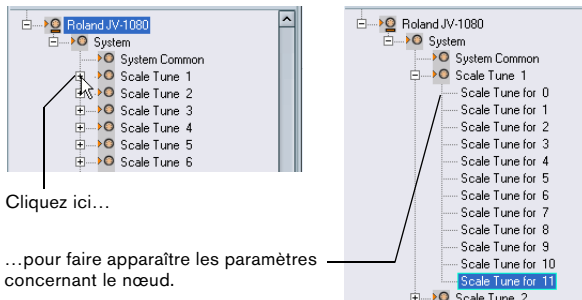 Roland JV-1080
System
System Common
Scale Tune 1
Scale Tune 2
Scale Tune 3
Scale Tune 4
Scale Tune 5
Scale Tune 6
Cliquez ici…
…pour faire apparaître les paramètres
concernant le nœud.
Roland JV-1080
System
System Common
Scale Tune 1
Scale Tune for 0
Scale Tune for 1
Scale Tune for 2
Scale Tune for 3
Scale Tune for 4
Scale Tune for 5
Scale Tune for 6
Scale Tune for 7
Scale Tune for 8
Scale Tune for 9
Scale Tune for 10
Scale Tune for 11
Scale Tune 2